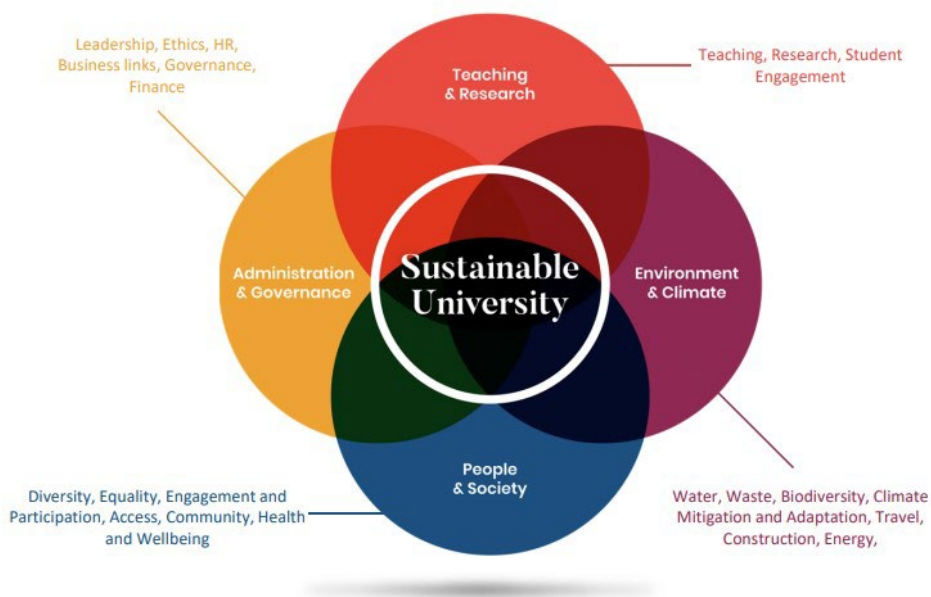 Leadership, Ethics, HR,
Business links, Governance,
Finance
Teaching
& Research
Teaching, Research, Student
Engagement
Administration
& Governance
Sustainable
University
Environment
& Climate
People
& Society
Diversity, Equality, Engagement and
Participation, Access, Community, Health
and Wellbeing
Water, Waste, Biodiversity, Climate
Mitigation and Adaptation, Travel,
Construction, Energy,